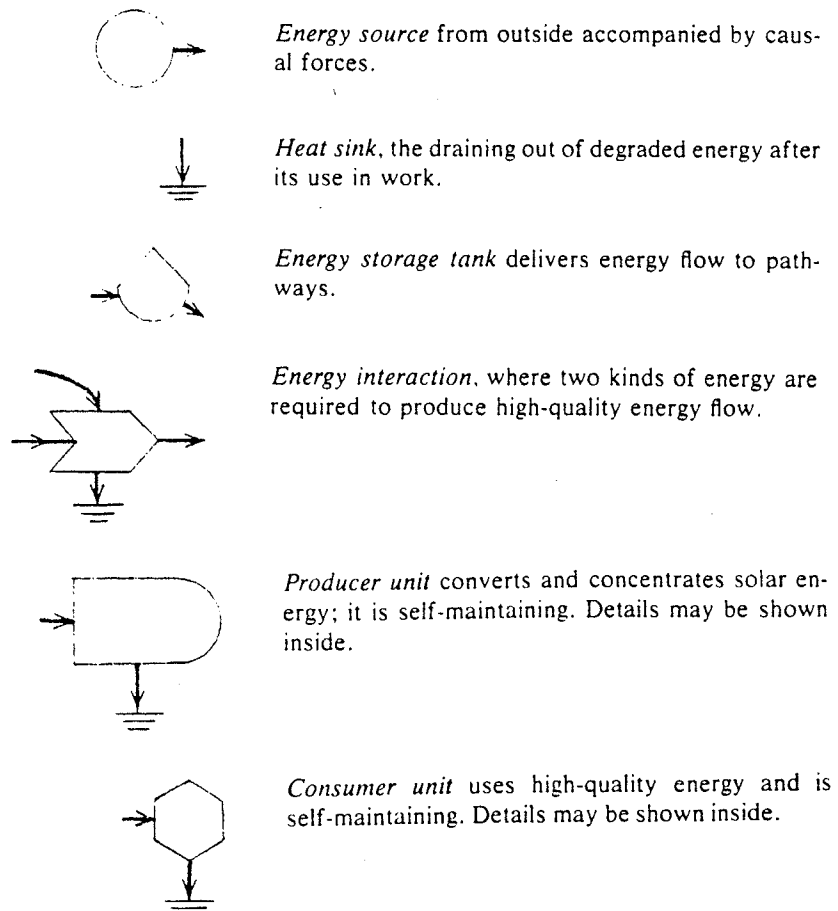 Energy source from outside accompanied by caus-
al forces.
Heat sink, the draining out of degraded energy after
its use in work.
Energy storage tank delivers energy flow to path-
ways.
Energy interaction, where two kinds of energy are
required to produce high-quality energy flow.
Producer unit converts and concentrates solar en-
ergy; it is self-maintaining. Details may be shown
inside.
Consumer unit uses high-quality energy and is
self-maintaining. Details may be shown inside.